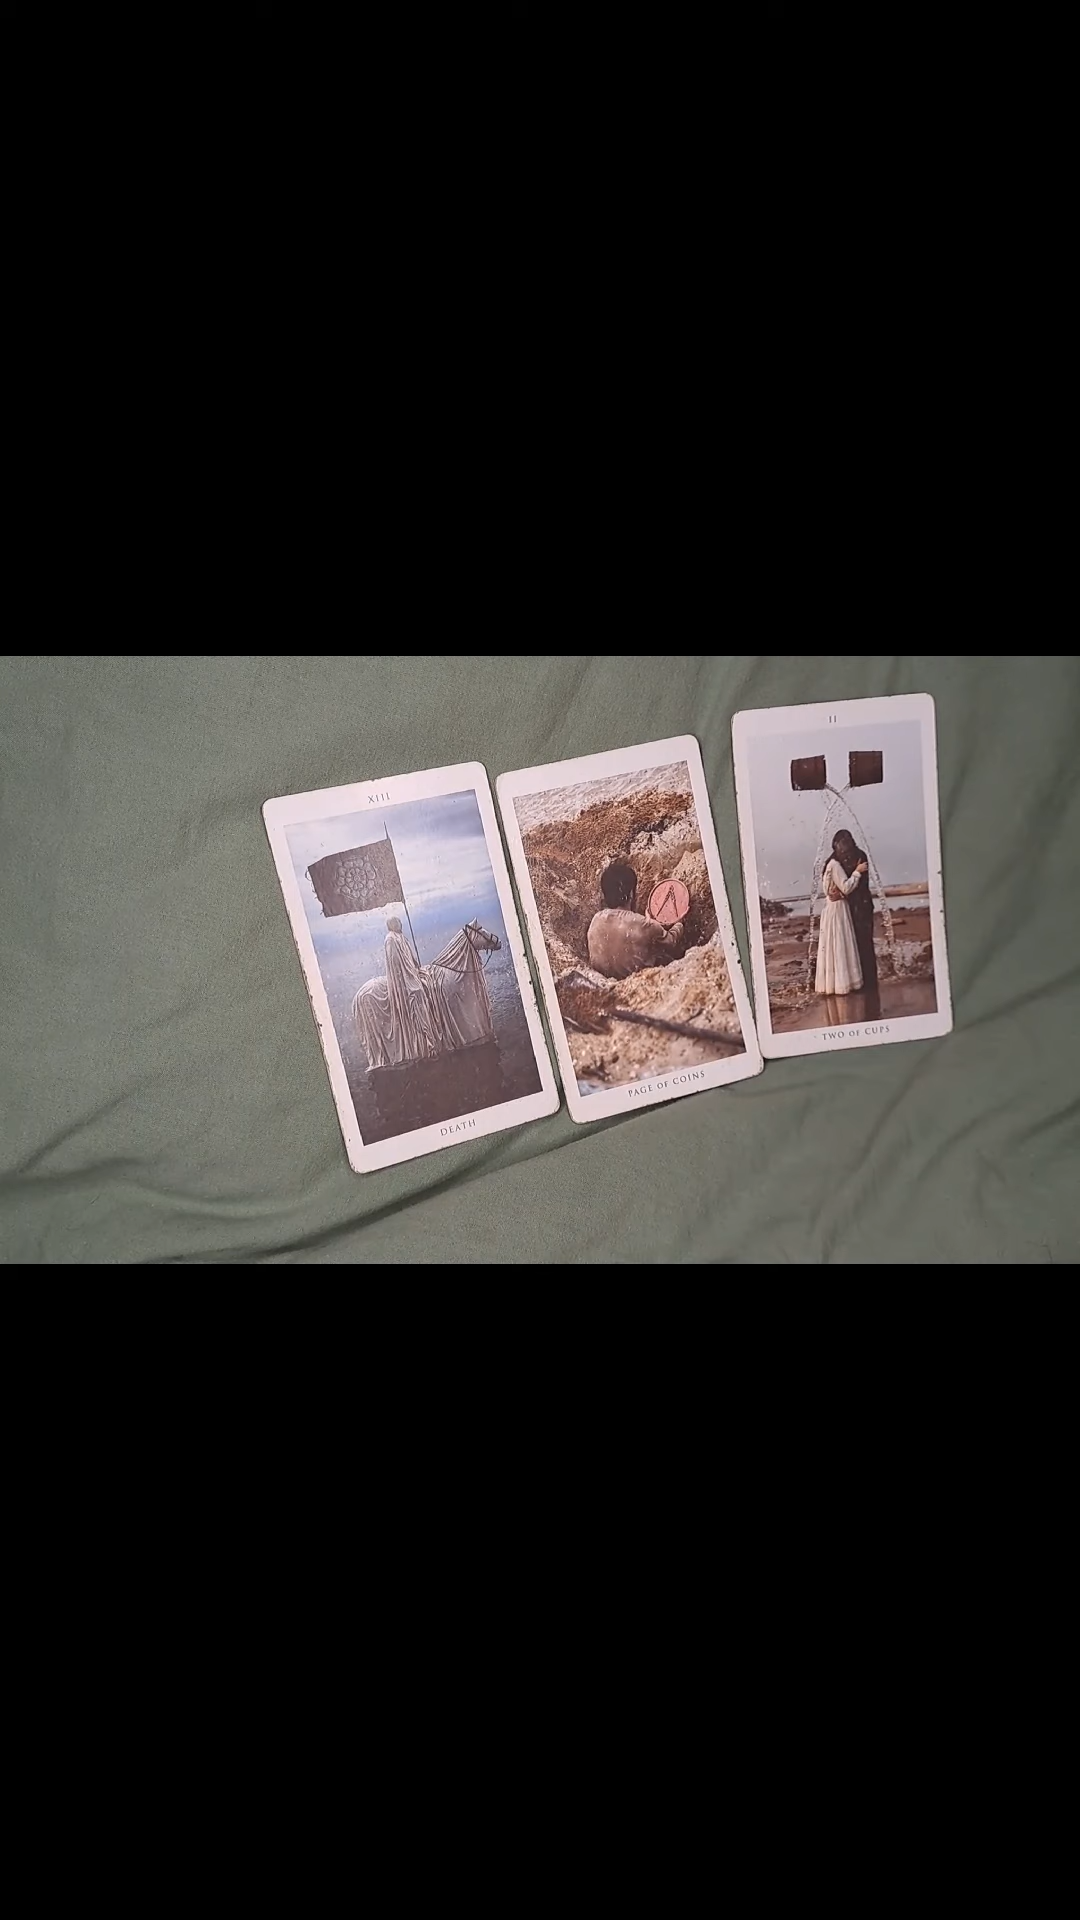 XIII
DEATH
PAGE OF COINS
II
TWO OF CUPS